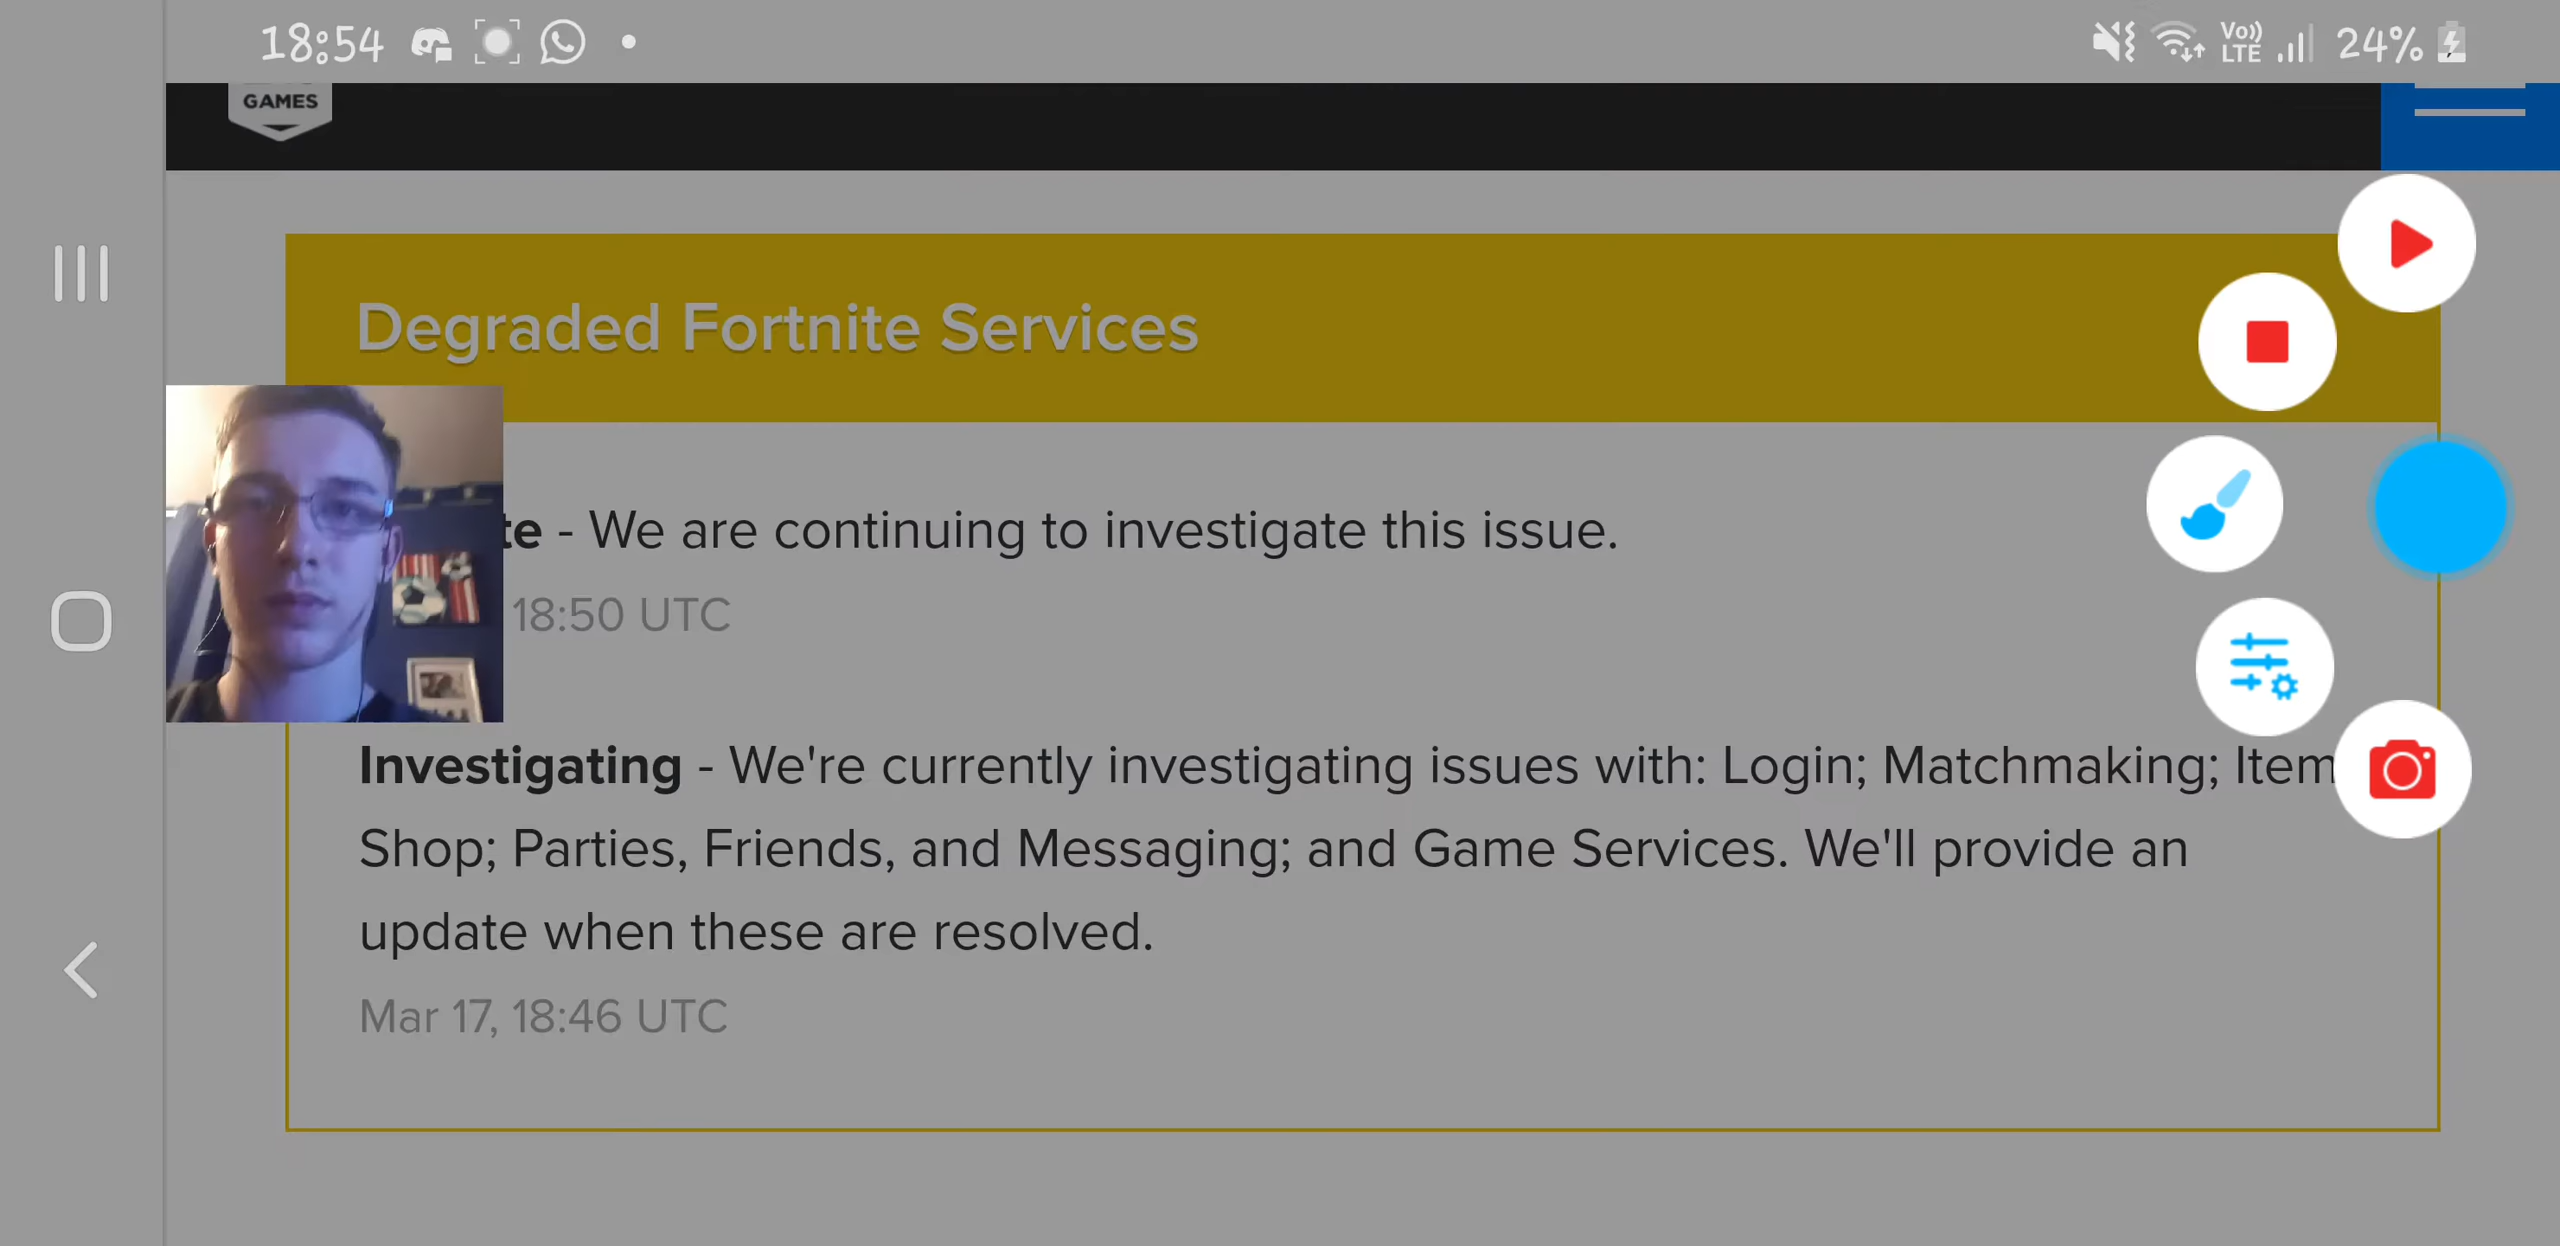 18:54
Vo)) LTE 24%
GAMES
Degraded Fortnite Services
te - We are continuing to investigate this issue.
18:50 UTC
Investigating - We're currently investigating issues with: Login; Matchmaking; Item
Shop; Parties, Friends, and Messaging; and Game Services. We'll provide an
update when these are resolved.
Mar 17, 18:46 UTC